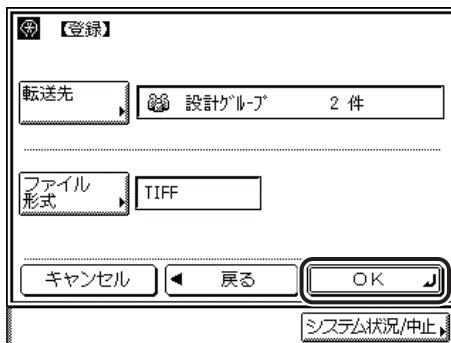 【登録】
転送先
設計ｸﾞﾙｰﾌﾟ 2 件
ファイル
形式
TIFF
キャンセル
戻る
OK
システム状況/中止